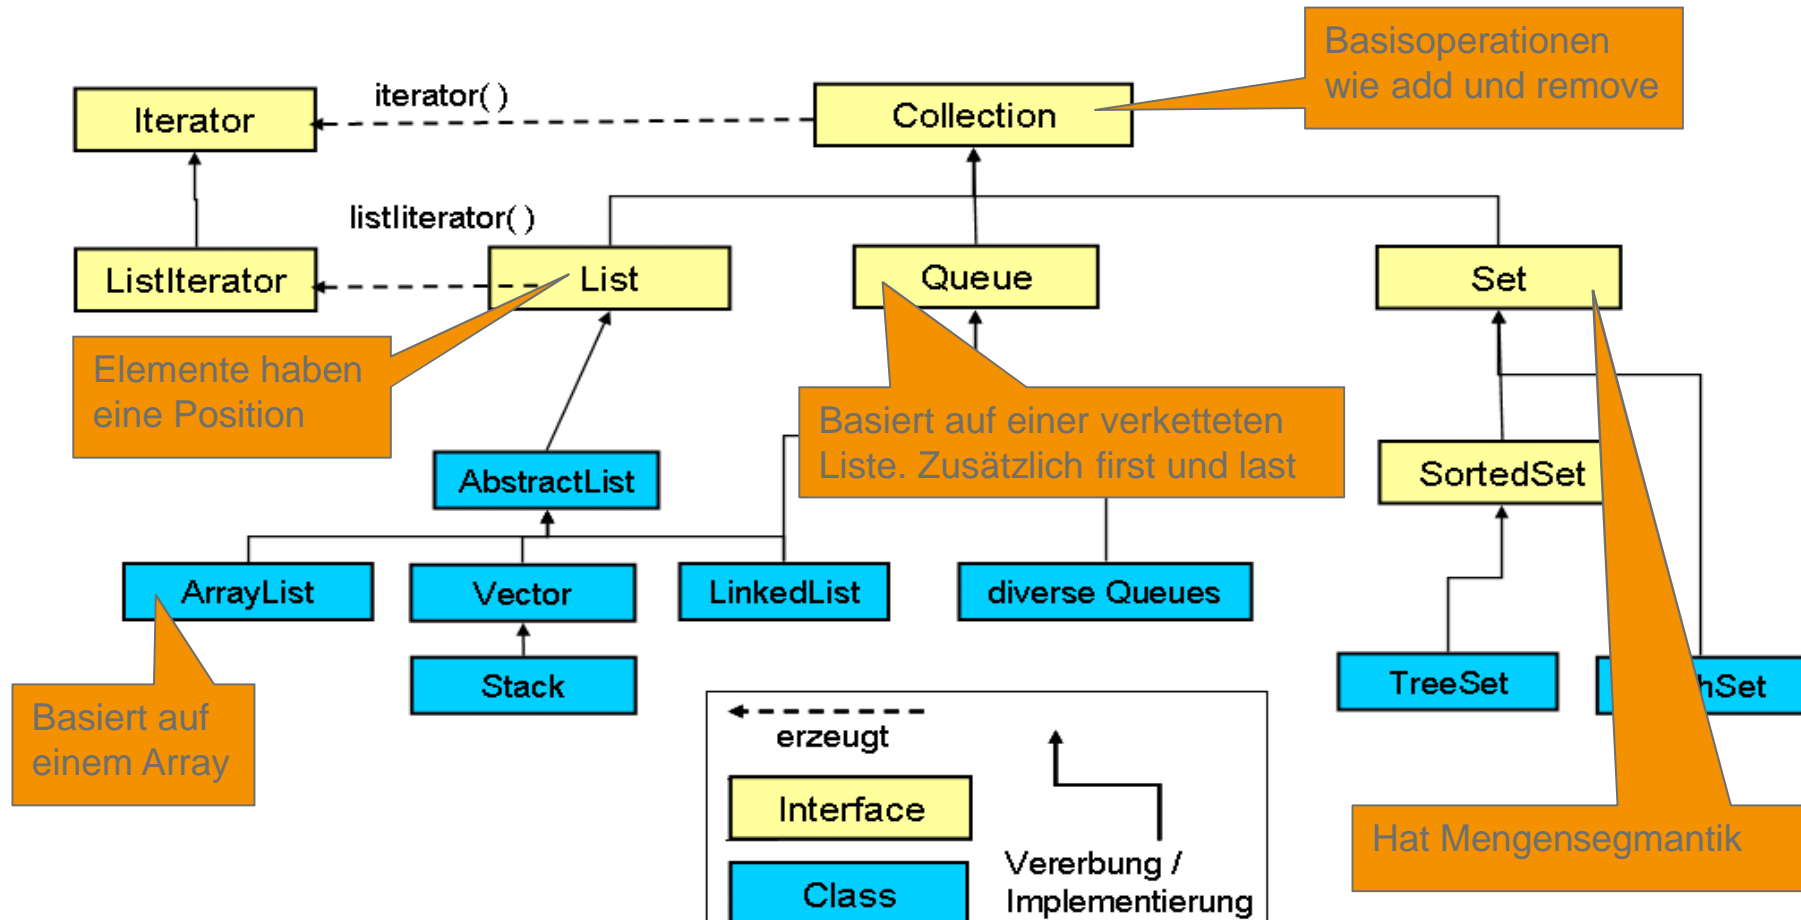 Basisoperationen
wie add und remove
iterator( )
Iterator
Collection
listIiterator( )
ListIterator
List
Queue
Set
Elemente haben
eine Position
Basiert auf einer verketteten
Liste. Zusätzlich first und last
AbstractList
SortedSet
ArrayList
Vector
LinkedList
diverse Queues
Stack
TreeSet
hSet
Basiert auf
einem Array
erzeugt
Interface
Class
Vererbung /
Implementierung
Hat Mengensegmantik